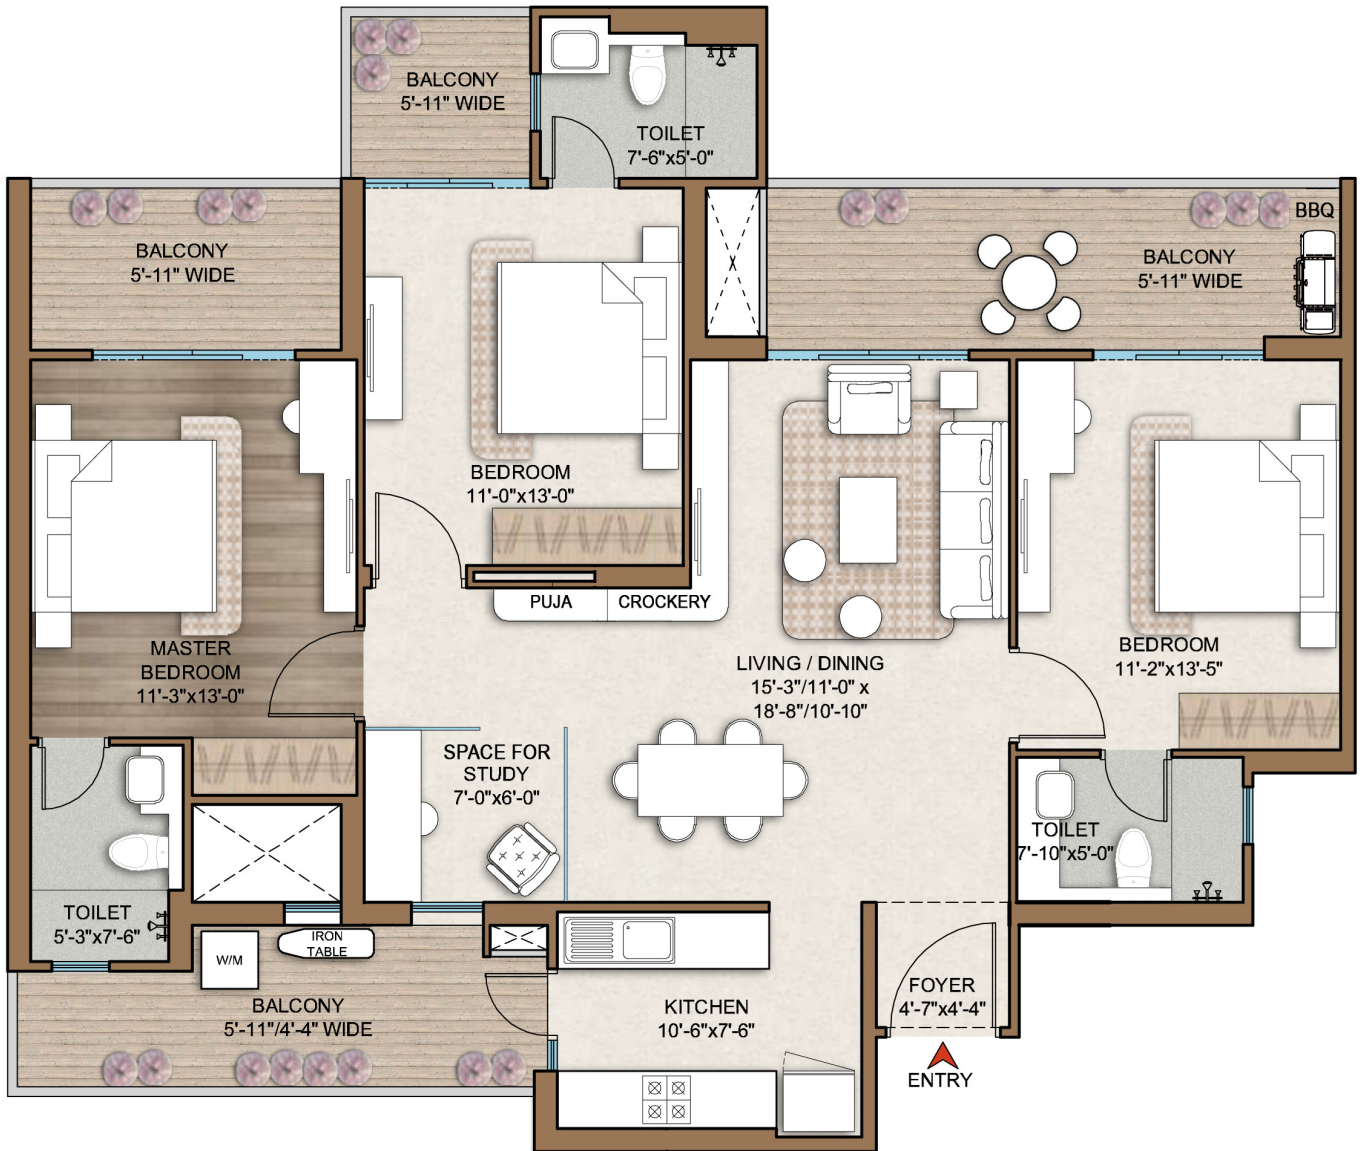 BALCONY
5'-11" WIDE
TOILET
7'-6"x5'-0"
BALCONY
5'-11" WIDE
BBQ
BALCONY
5'-11" WIDE
BEDROOM
11'-0"x13'-0"
PUJA
CROCKERY
MASTER
BEDROOM
11'-3"x13'-0"
LIVING / DINING
15'-3"/11'-0" x
18'-8"/10'-10"
BEDROOM
11'-2"x13'-5"
SPACE FOR
STUDY
7'-0"x6'-0"
TOILET
7'-10"x5'-0"
TOILET
5'-3"x7'-6"
W/M
IRON
TABLE
BALCONY
5'-11"/4'-4" WIDE
KITCHEN
10'-6"x7'-6"
FOYER
4'-7"x4'-4"
ENTRY